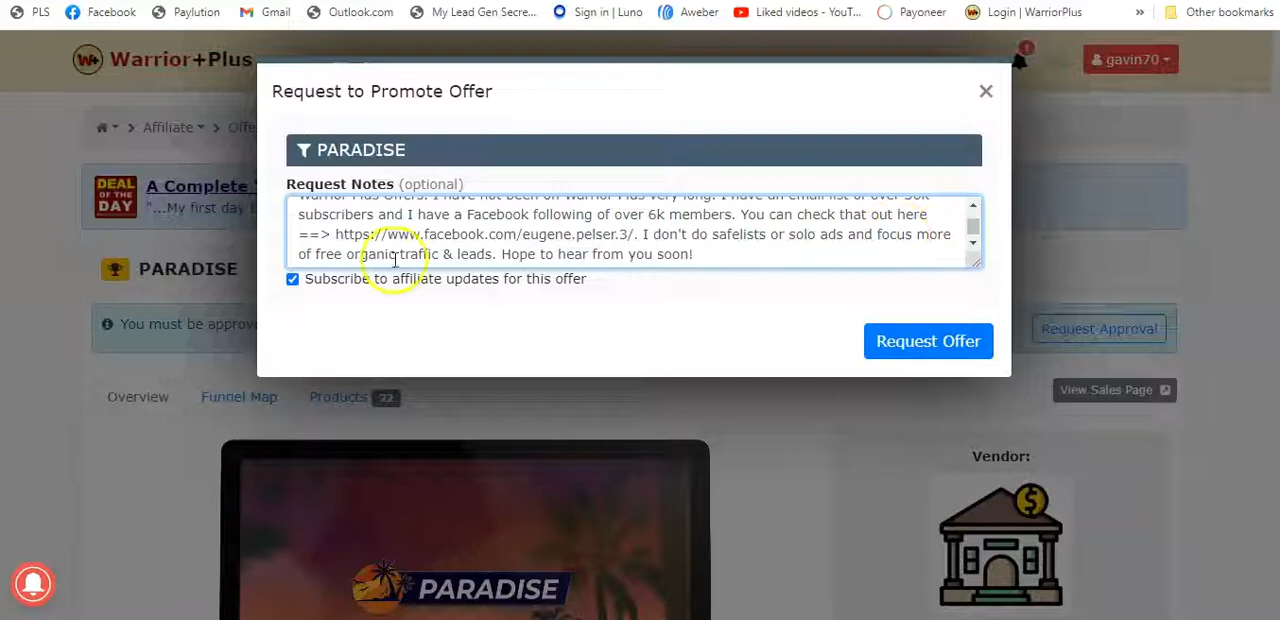 PLS Facebook Paylution Gmail Outlook.com My Lead Gen Secre... Sign in | Luno Aweber Liked videos - YouT... Payoneer Login | WarriorPlus » Other bookmarks
W+ Warrior+Plus
gavin70
Request to Promote Offer ×
Affiliate Offe
PARADISE
DEAL OF THE DAY
A Complete
"...My first day
Request Notes (optional)
subscribers and I have a Facebook following of over 6k members. You can check that out here
==> https://www.facebook.com/eugene.pelser.3/. I don't do safelists or solo ads and focus more
of free organic traffic & leads. Hope to hear from you soon!
PARADISE
Subscribe to affiliate updates for this offer
You must be approve
Request Offer
Request Approval
Overview Funnel Map Products 22
View Sales Page
Vendor:
PARADISE